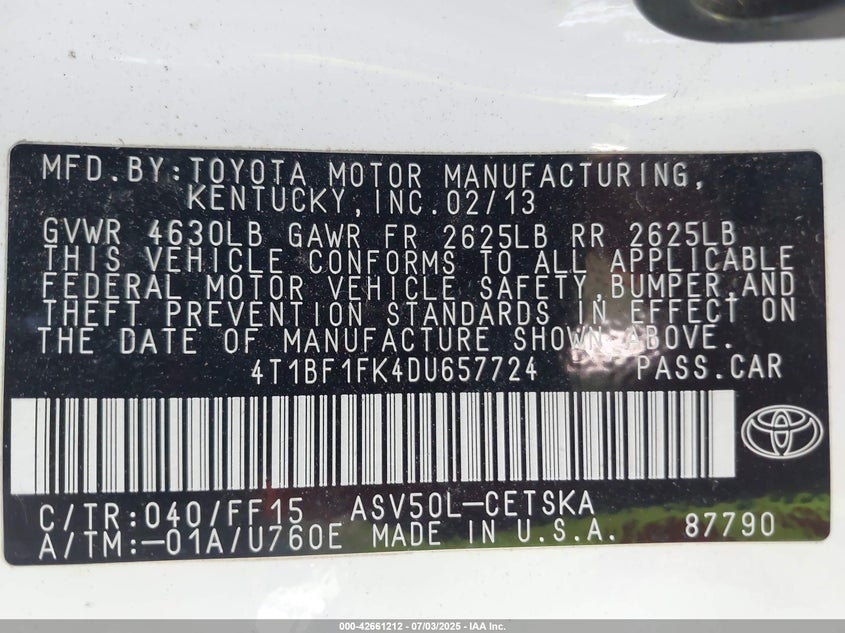 MFD.BY:TOYOTA MOTOR MANUFACTURING,
KENTUCKY,INC.02/13
GVWR 4630LB GAWR FR 2625LB RR 2625LB
THIS VEHICLE CONFORMS TO ALL APPLICABLE
FEDERAL MOTOR VEHICLE SAFETY,BUMPER,AND
THEFT PREVENTION STANDARDS IN EFFECT ON
THE DATE OF MANUFACTURE SHOWN ABOVE.
4T1BF1FK4DU657724 PASS.CAR
C/TR:040/FF15 ASV50L-CETSKA
A/TM:-01A/U760E MADE IN U.S.A. 87790
000-42661212 - 07/03/2025 - IAA Inc.